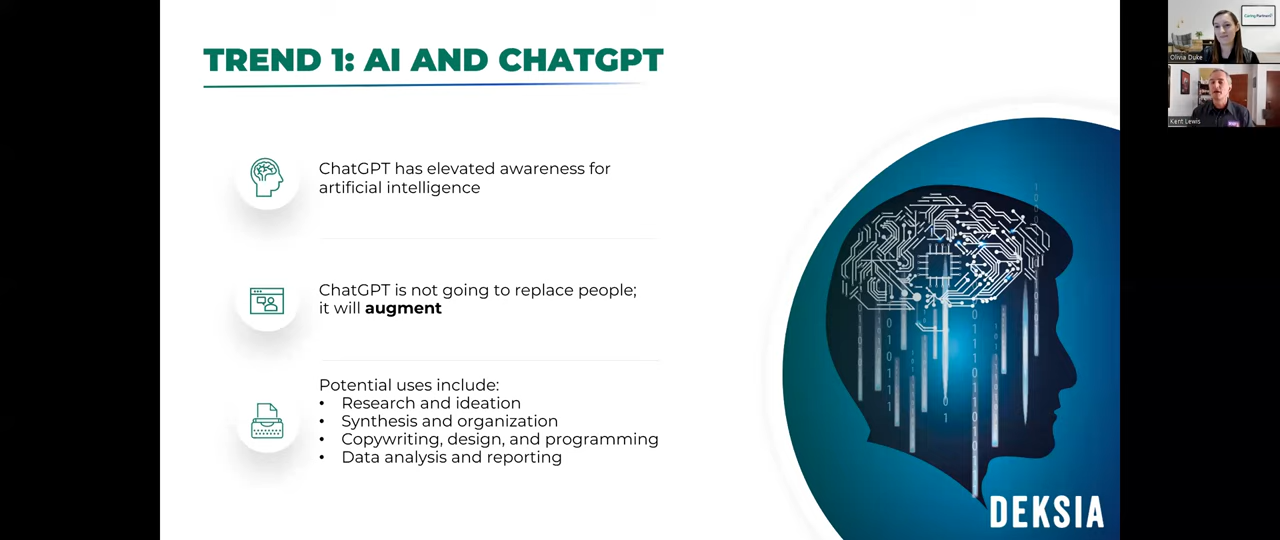 TREND 1: AI AND CHATGPT
ChatGPT has elevated awareness for
artificial intelligence
ChatGPT is not going to replace people;
it will augment
Potential uses include:
• Research and ideation
• Synthesis and organization
• Copywriting, design, and programming
• Data analysis and reporting
DEKSIA
Olivia Duke
Kent Lewis